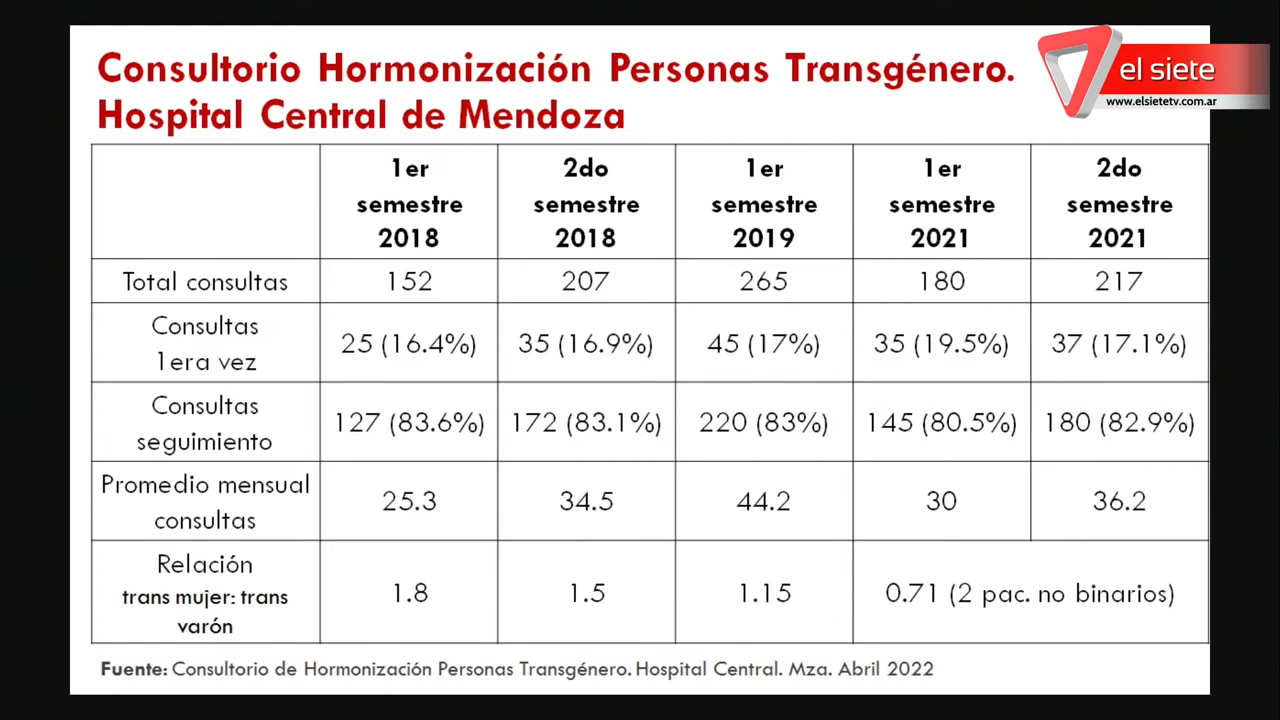 Consultorio Hormonización Personas Transgénero.
Hospital Central de Mendoza
el siete
www.elsietetv.com.ar
1er semestre 2018
2do semestre 2018
1er semestre 2019
1er semestre 2021
2do semestre 2021
Total consultas 152 207 265 180 217
Consultas 1era vez 25 (16.4%) 35 (16.9%) 45 (17%) 35 (19.5%) 37 (17.1%)
Consultas seguimiento 127 (83.6%) 172 (83.1%) 220 (83%) 145 (80.5%) 180 (82.9%)
Promedio mensual consultas 25.3 34.5 44.2 30 36.2
Relación trans mujer: trans varón 1.8 1.5 1.15 0.71 (2 pac. no binarios)
Fuente: Consultorio de Hormonización Personas Transgénero. Hospital Central. Mza. Abril 2022